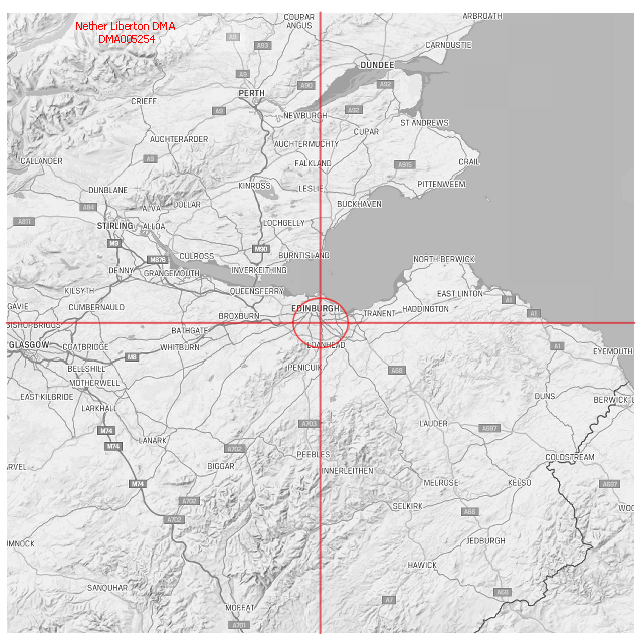 Nether Liberton DMA
DMA005254
COUPAR
ANGUS
ARBROATH
A9
A93
CARNOUSTIE
DUNDEE
A9
A90
A92
PERTH
CRIEFF
A9
A92
NEWBURGH
ST ANDREWS
CUPAR
AUCHTERARDER
AUCHTERMUCHTY
CALLANDER
A9
FALKLAND
A915
CRAIL
DUNBLANE
KINROSS
LESLIE
PITTENWEEM
A84
ALVA
DOLLAR
BUCKHAVEN
A811
STIRLING
ALLOA
LOCHGELLY
M9
M90
CULROSS
BURNTISLAND
M876
NORTH BERWICK
DENNY
GRANGEMOUTH
INVERKEITHING
KILSYTH
QUEENSFERRY
EAST LINTON
A1
GAVIE
CUMBERNAULD
EDINBURGH
HADDINGTON
BROXBURN
TRANENT
A1
BISHOPBRIGGS
BATHGATE
GLASGOW
COATBRIDGE
WHITBURN
LOANHEAD
A1
EYEMOUTH
M8
BELLSHILL
PENICUIK
A68
MOTHERWELL
EAST KILBRIDE
DUNS
BERWICK-U
LARKHALL
A703
LAUDER
A697
M74
LANARK
M74
A702
PEEBLES
COLDSTREAM
RVEL
BIGGAR
INNERLEITHEN
M74
MELROSE
KELSO
A697
A702
SELKIRK
A68
WOO
A702
JEDBURGH
UMNOCK
HAWICK
SANQUHAR
A68
A7
MOFFAT
A701